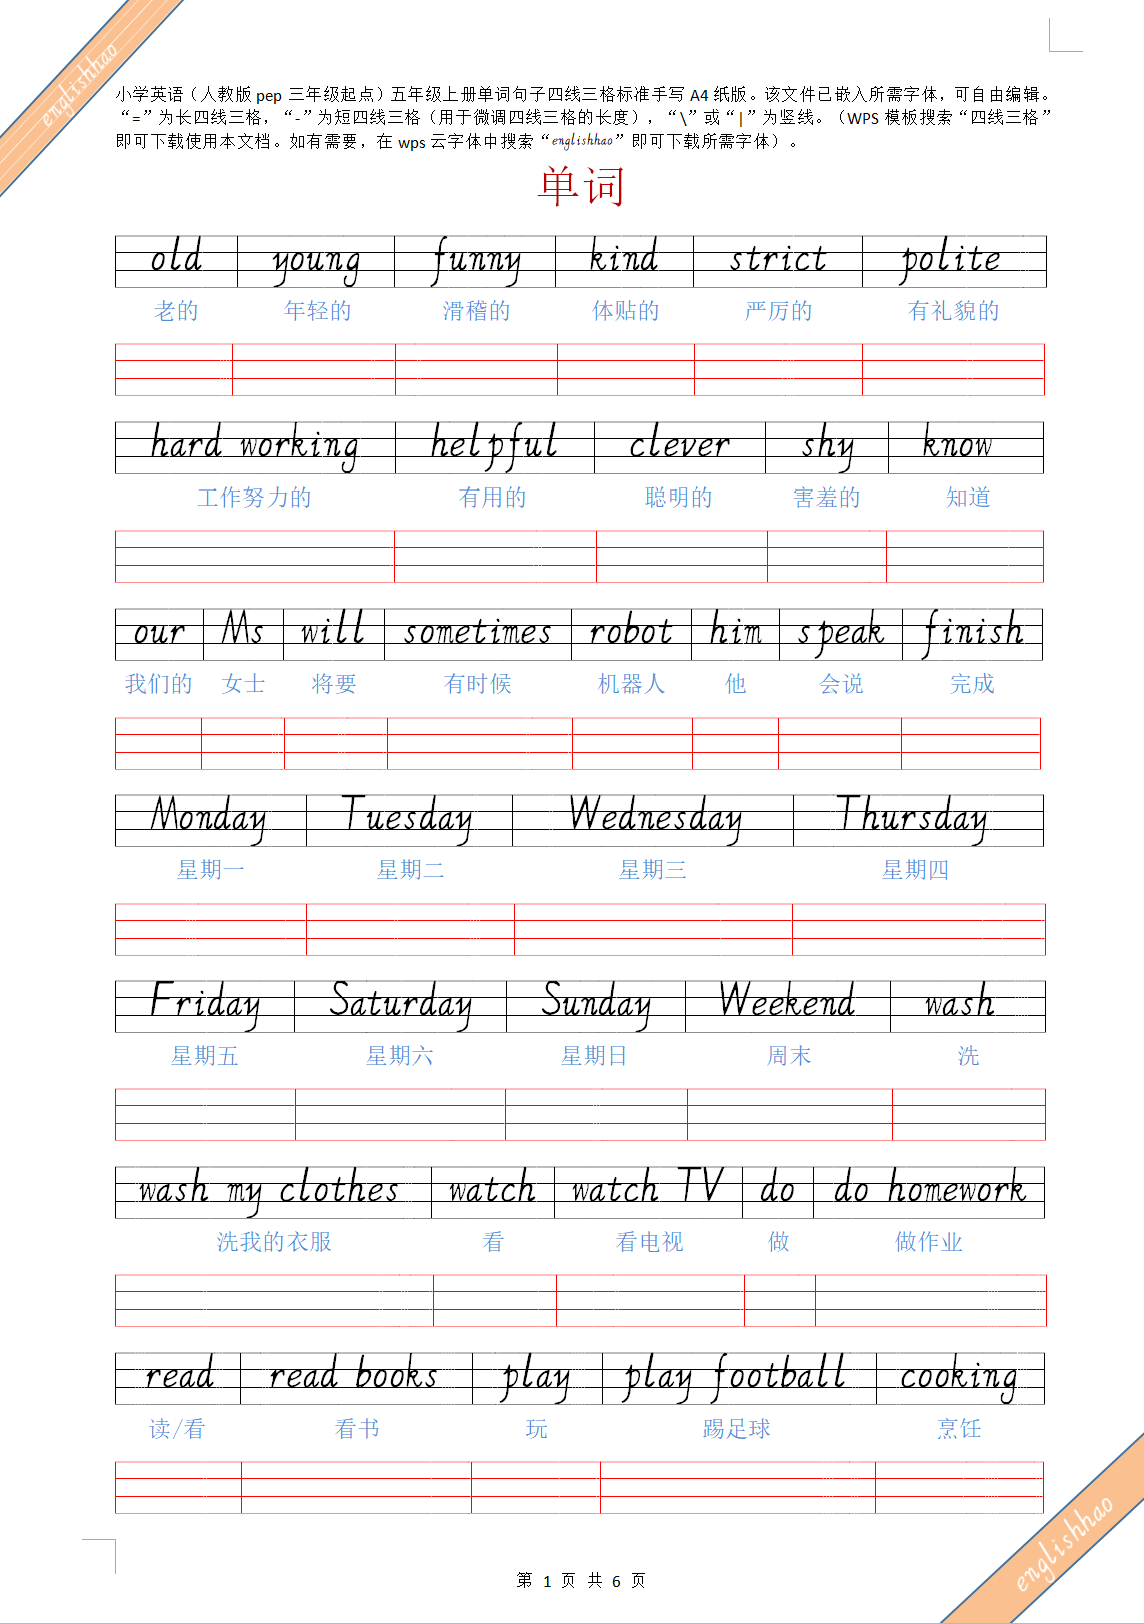 englishhao
小学英语（人教版 pep 三年级起点）五年级上册单词句子四线三格标准手写 A4 纸版。该文件已嵌入所需字体，可自由编辑。
“=”为长四线三格，“-”为短四线三格（用于微调四线三格的长度），“\”或“|”为竖线。（WPS 模板搜索“四线三格”
即可下载使用本文档。如有需要，在 wps 云字体中搜索“englishhao”即可下载所需字体）。
单词
old young funny kind strict polite
老的 年轻的 滑稽的 体贴的 严厉的 有礼貌的
hard working helpful clever shy know
工作努力的 有用的 聪明的 害羞的 知道
our Ms will sometimes robot him speak finish
我们的 女士 将要 有时候 机器人 他 会说 完成
Monday Tuesday Wednesday Thursday
星期一 星期二 星期三 星期四
Friday Saturday Sunday Weekend wash
星期五 星期六 星期日 周末 洗
wash my clothes watch watch TV do do homework
洗我的衣服 看 看电视 做 做作业
read read books play play football cooking
读/看 看书 玩 踢足球 烹饪
englishhao
第 1 页 共 6 页